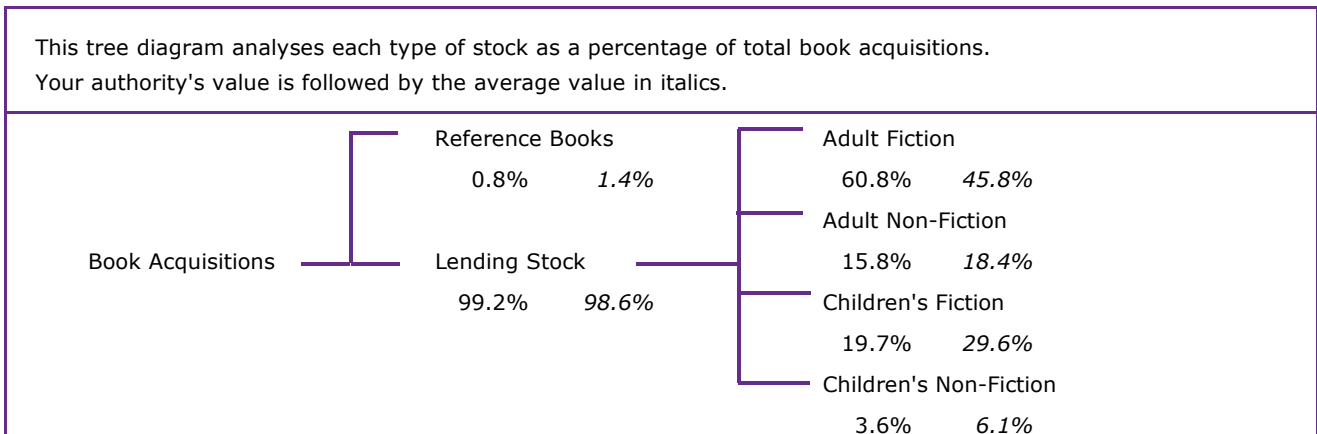 This tree diagram analyses each type of stock as a percentage of total book acquisitions.
Your authority's value is followed by the average value in italics.
Reference Books
0.8% 1.4%
Book Acquisitions
Lending Stock
99.2% 98.6%
Adult Fiction
60.8% 45.8%
Adult Non-Fiction
15.8% 18.4%
Children's Fiction
19.7% 29.6%
Children's Non-Fiction
3.6% 6.1%